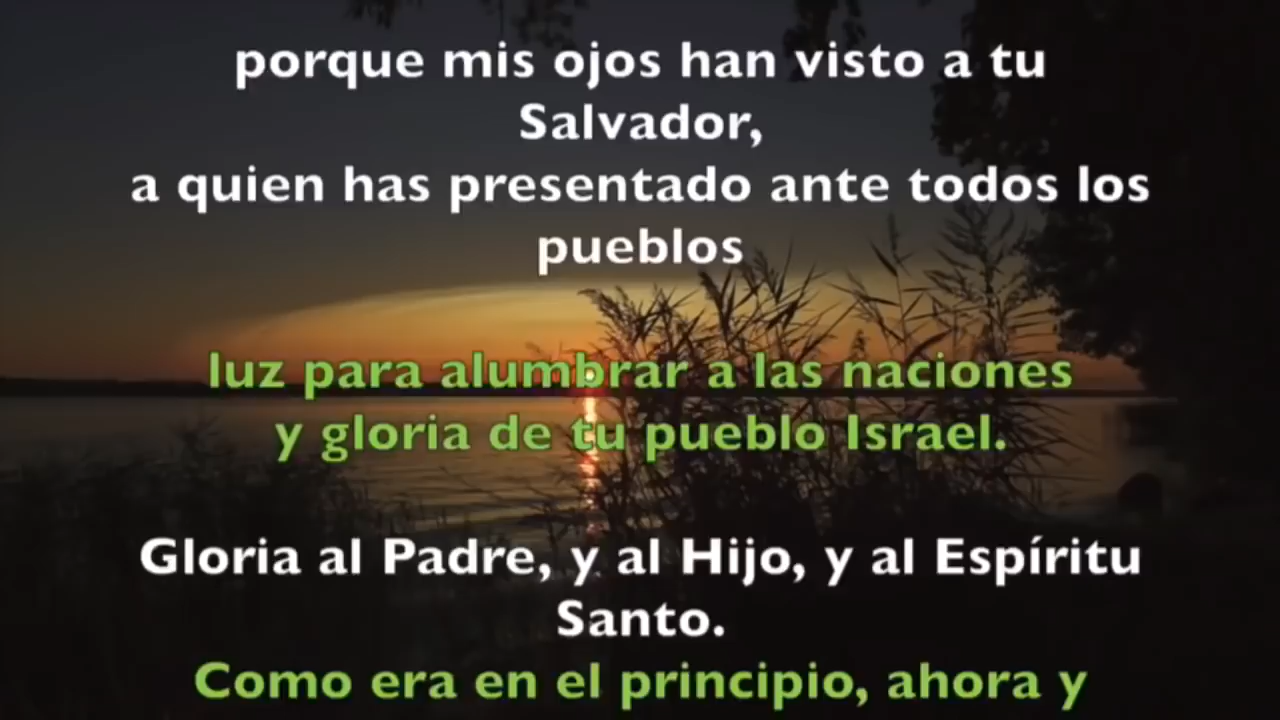 porque mis ojos han visto a tu
Salvador,
a quien has presentado ante todos los
pueblos
luz para alumbrar a las naciones
y gloria de tu pueblo Israel.
Gloria al Padre, y al Hijo, y al Espíritu
Santo.
Como era en el principio, ahora y